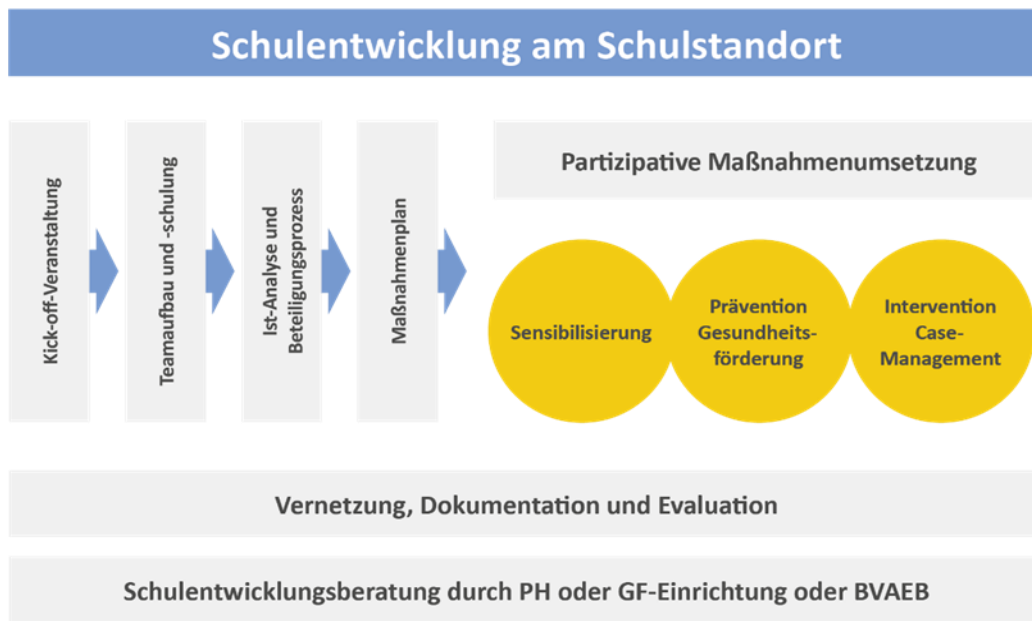 Schulentwicklung am Schulstandort
Kick-off-Veranstaltung
Teamaufbau und -schulung
Ist-Analyse und
Beteiligungsprozess
Maßnahmenplan
Partizipative Maßnahmenumsetzung
Sensibilisierung
Prävention
Gesundheits-
förderung
Intervention
Case-
Management
Vernetzung, Dokumentation und Evaluation
Schulentwicklungsberatung durch PH oder GF-Einrichtung oder BVAEB